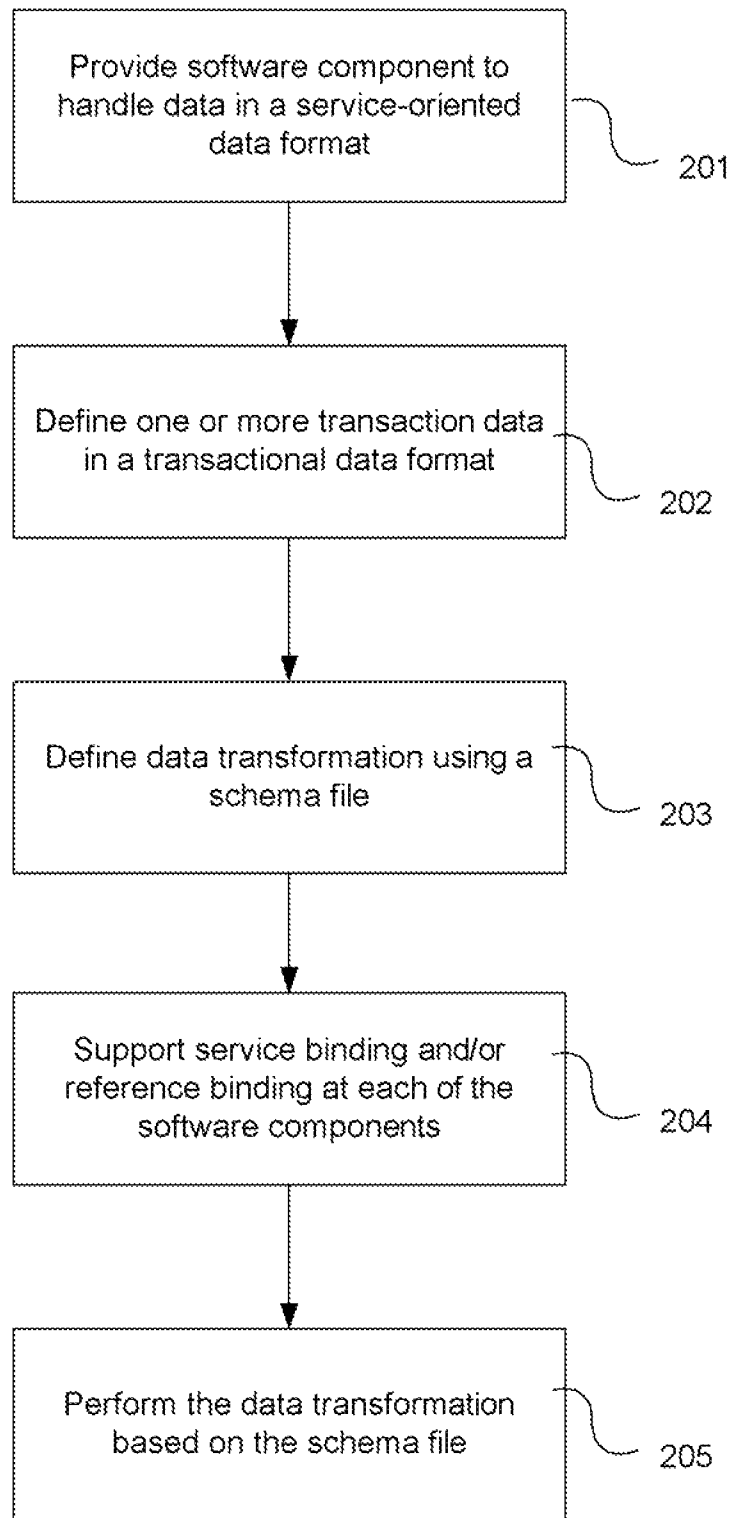 Provide software component to
handle data in a service-oriented
data format
201
Define one or more transaction data
in a transactional data format
202
Define data transformation using a
schema file
203
Support service binding and/or
reference binding at each of the
software components
204
Perform the data transformation
based on the schema file
205